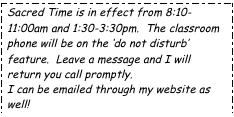 Sacred Time is in effect from 8:10-
11:00am and 1:30-3:30pm.  The classroom
phone will be on the 'do not disturb'
feature.  Leave a message and I will
return you call promptly.
I can be emailed through my website as
well!